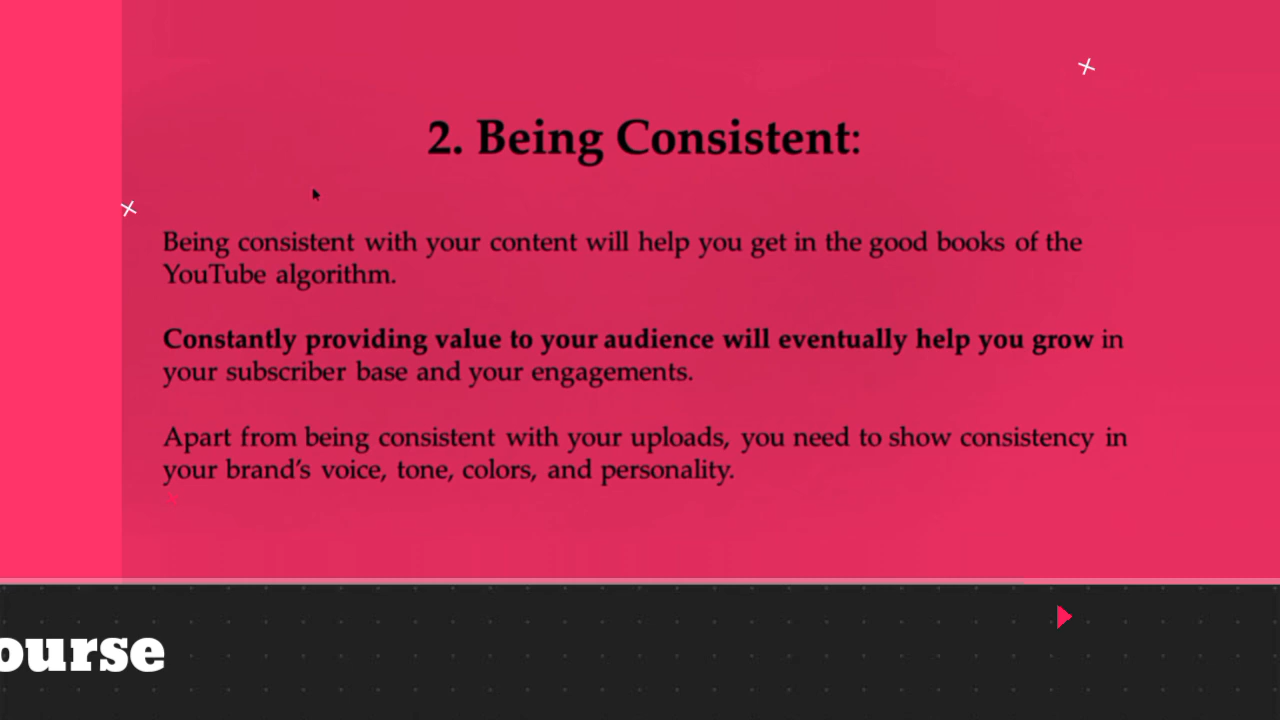 2. Being Consistent:
Being consistent with your content will help you get in the good books of the
YouTube algorithm.
Constantly providing value to your audience will eventually help you grow in
your subscriber base and your engagements.
Apart from being consistent with your uploads, you need to show consistency in
your brand's voice, tone, colors, and personality.
ourse